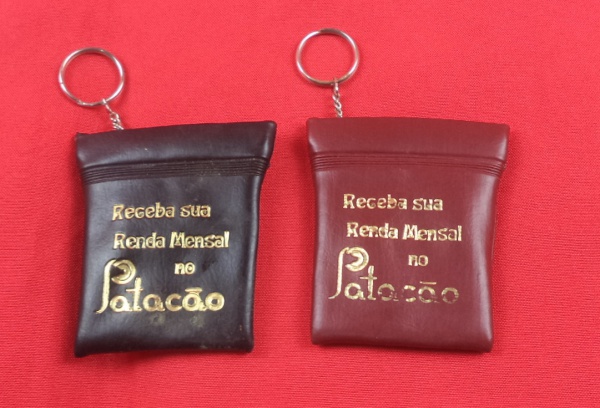 Receba sua
Renda Mensal
no
Patacão
Receba sua
Renda Mensal
no
Patacão